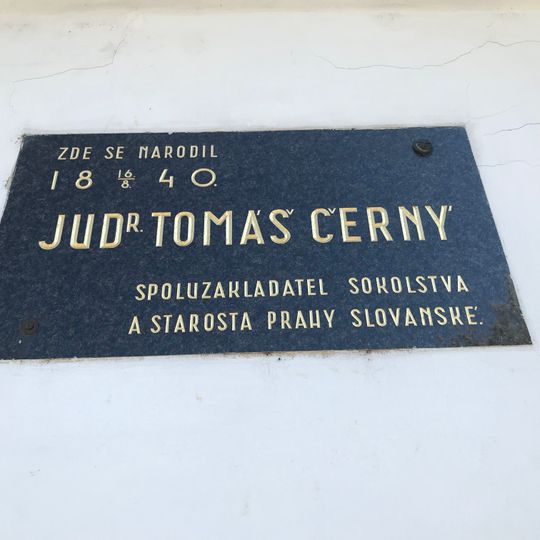 ZDE SE NARODIL
18 16/8. 40.
JUDR. TOMÁŠ ČERNÝ
SPOLUZAKLADATEL SOKOLSTVA
A STAROSTA PRAHY SLOVANSKÉ.